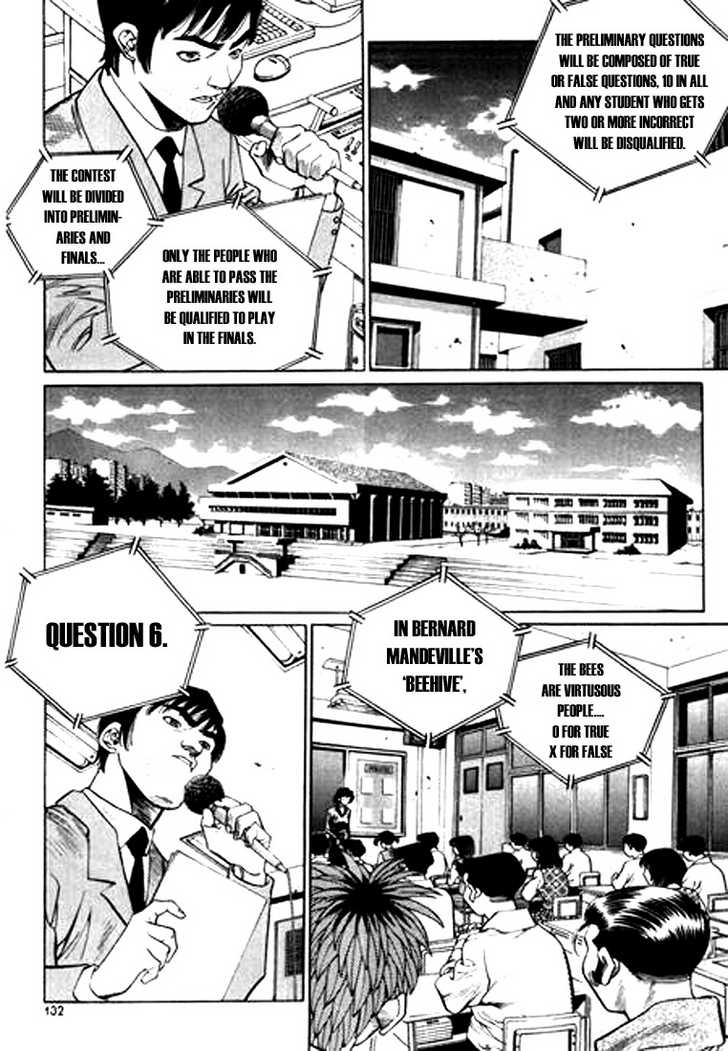 THE CONTEST
WILL BE DIVIDED
INTO PRELIMIN-
ARIES AND
FINALS...
ONLY THE PEOPLE WHO
ARE ABLE TO PASS THE
PRELIMINARIES WILL
BE QUALIFIED TO PLAY
IN THE FINALS.
THE PRELIMINARY QUESTIONS
WILL BE COMPOSED OF TRUE
OR FALSE QUESTIONS, 10 IN ALL
AND ANY STUDENT WHO GETS
TWO OR MORE INCORRECT
WILL BE DISQUALIFIED.
QUESTION 6.
IN BERNARD
MANDEVILLE'S
'BEEHIVE',
THE BEES
ARE VIRTUSOUS
PEOPLE....
O FOR TRUE
X FOR FALSE
132